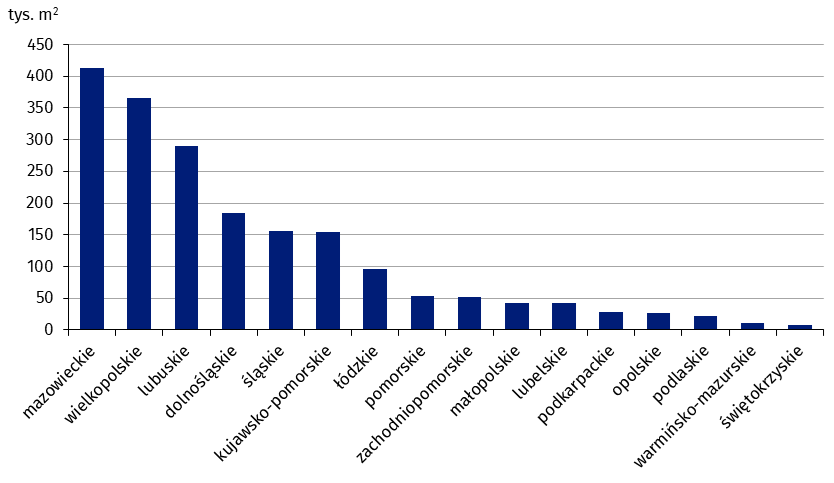 tys. m²
450
400
350
300
250
200
150
100
50
0
mazowieckie
wielkopolskie
lubuskie
dolnośląskie
śląskie
kujawsko-pomorskie
łódzkie
pomorskie
zachodniopomorskie
małopolskie
lubelskie
podkarpackie
opolskie
podlaskie
warmińsko-mazurskie
świętokrzyskie